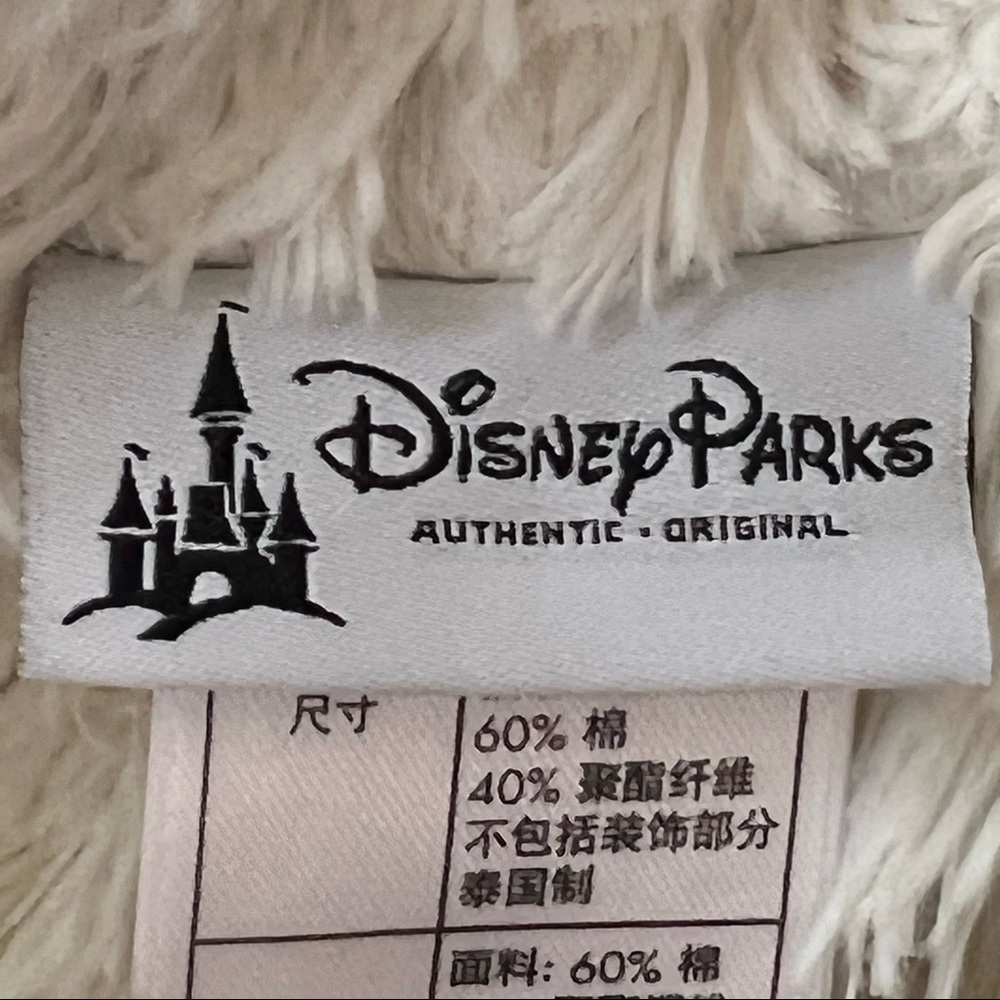 DISNEY PARKS
AUTHENTIC · ORIGINAL
尺寸
60% 棉
40% 聚酯纤维
不包括装饰部分
泰国制
面料: 60% 棉